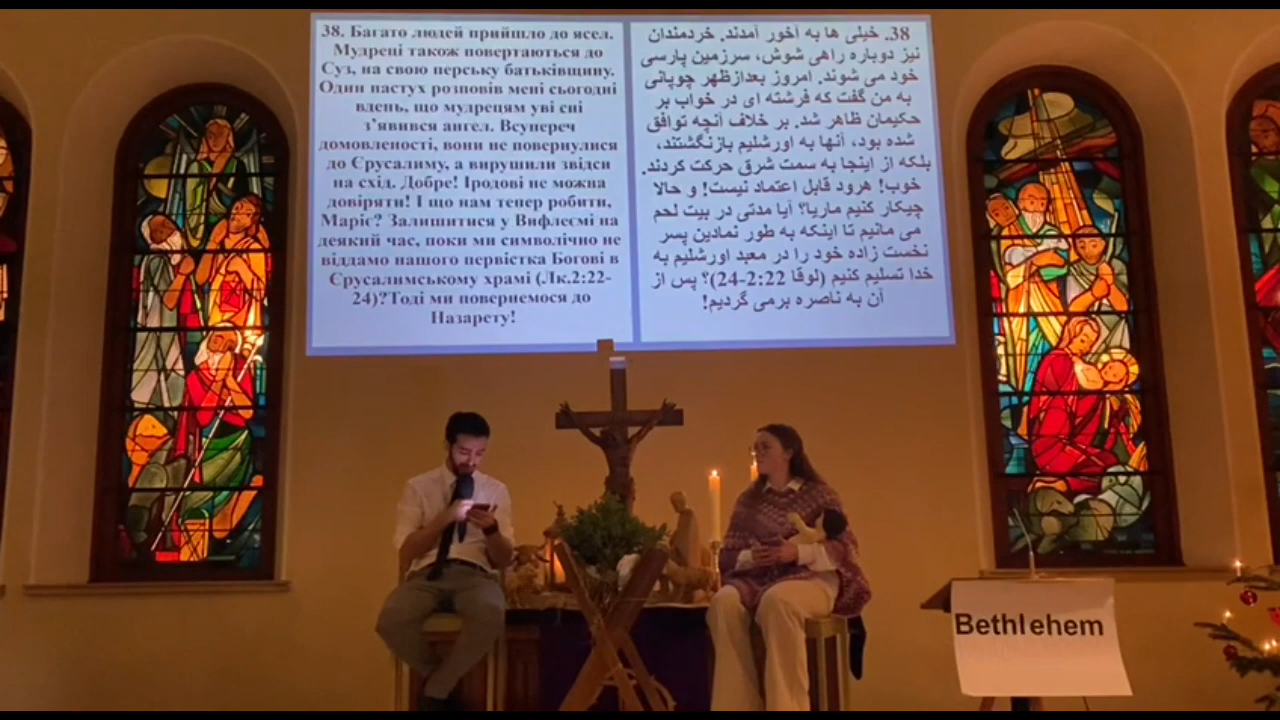 38. Багато людей прийшло до ясел.
Мудреці також повертаються до
Суз, на свою перську батьківщину.
Один пастух розповів мені сьогодні
вдень, що мудрецям уві сні
з’явився ангел. Всупереч
домовленості, вони не повернулися
до Єрусалиму, а вирушили звідси
на схід. Добре! Іродові не можна
довіряти! І що нам тепер робити,
Маріє? Залишитися у Вифлеємі на
деякий час, поки ми символічно не
віддамо нашого первістка Богові в
Єрусалимському храмі (Лк.2:22-
24)?Тоді ми повернемося до
Назарету!
38. خیلی ها به آخور آمدند. خردمندان
نیز دوباره راهی شوش، سرزمین پارسی
خود می شوند. امروز بعدازظهر چوپانی
به من گفت که فرشته ای در خواب بر
حکیمان ظاهر شد. بر خلاف آنچه توافق
شده بود، آنها به اورشلیم بازنگشتند،
بلکه از اینجا به سمت شرق حرکت کردند.
خوب! هرود قابل اعتماد نیست! و حالا
چیکار کنیم ماریا؟ آیا مدتی در بیت لحم
می مانیم تا اینکه به طور نمادین پسر
نخست زاده خود را در معبد اورشلیم به
خدا تسلیم کنیم (لوقا 2:22-24)؟ پس از
آن به ناصره برمی گردیم!
Bethlehem